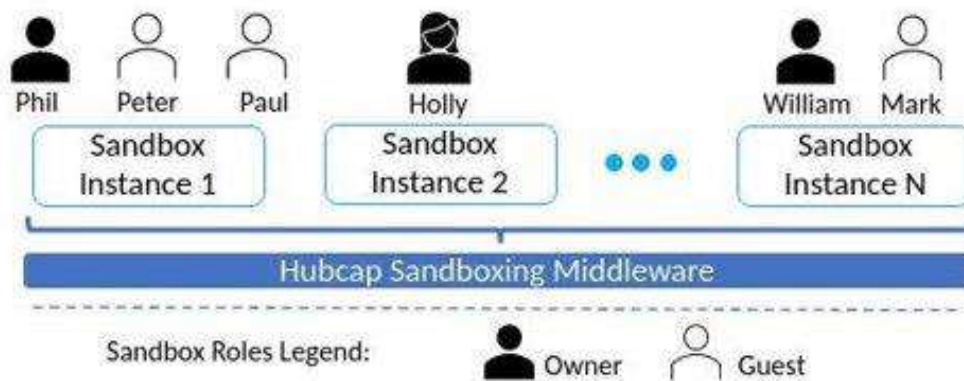 Phil Peter Paul Holly William Mark
Sandbox Instance 1
Sandbox Instance 2
Sandbox Instance N
Hubcap Sandboxing Middleware
Sandbox Roles Legend: Owner Guest